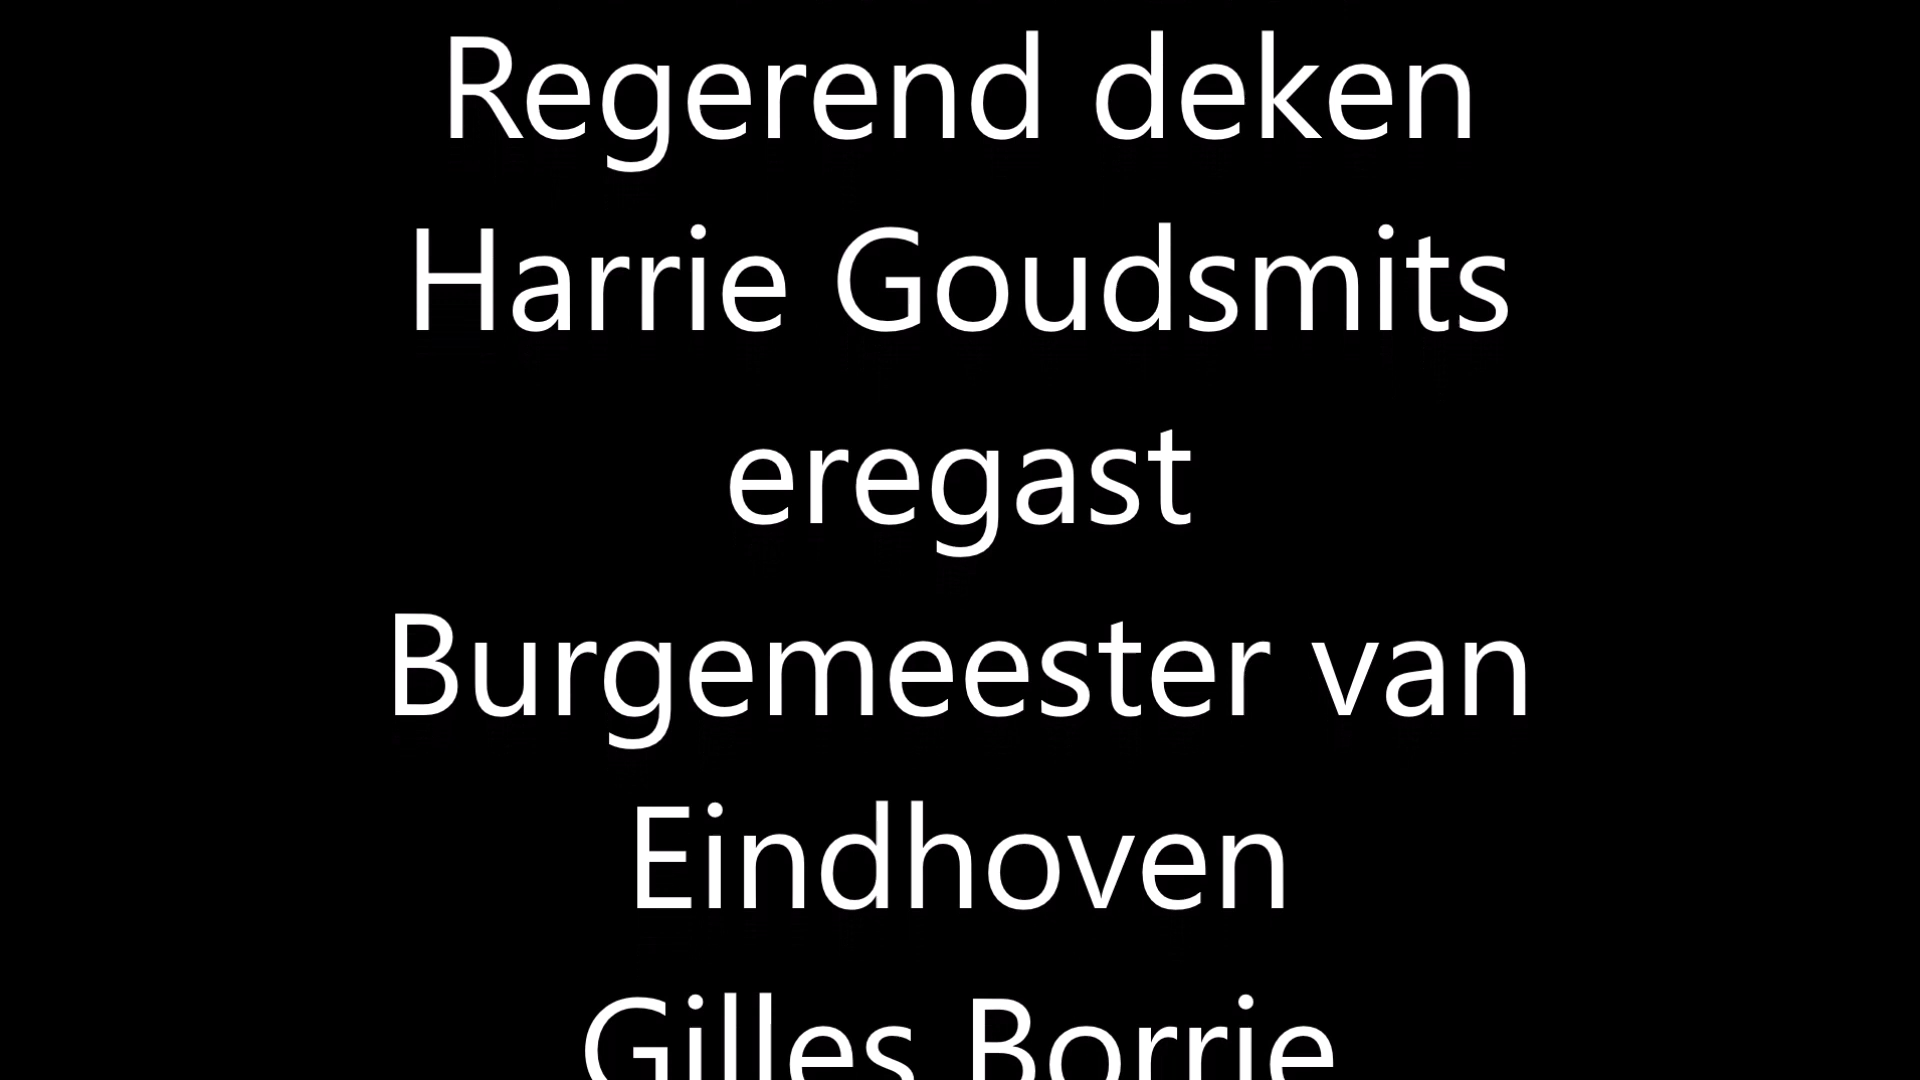 Regerend deken
Harrie Goudsmits
eregast
Burgemeester van
Eindhoven
Gilles Borrie